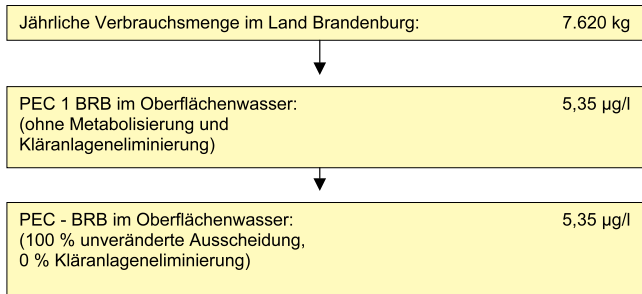 Jährliche Verbrauchsmenge im Land Brandenburg: 7.620 kg
PEC 1 BRB im Oberflächenwasser: 5,35 µg/l
(ohne Metabolisierung und
Kläranlageneliminierung)
PEC - BRB im Oberflächenwasser: 5,35 µg/l
(100 % unveränderte Ausscheidung,
0 % Kläranlageneliminierung)